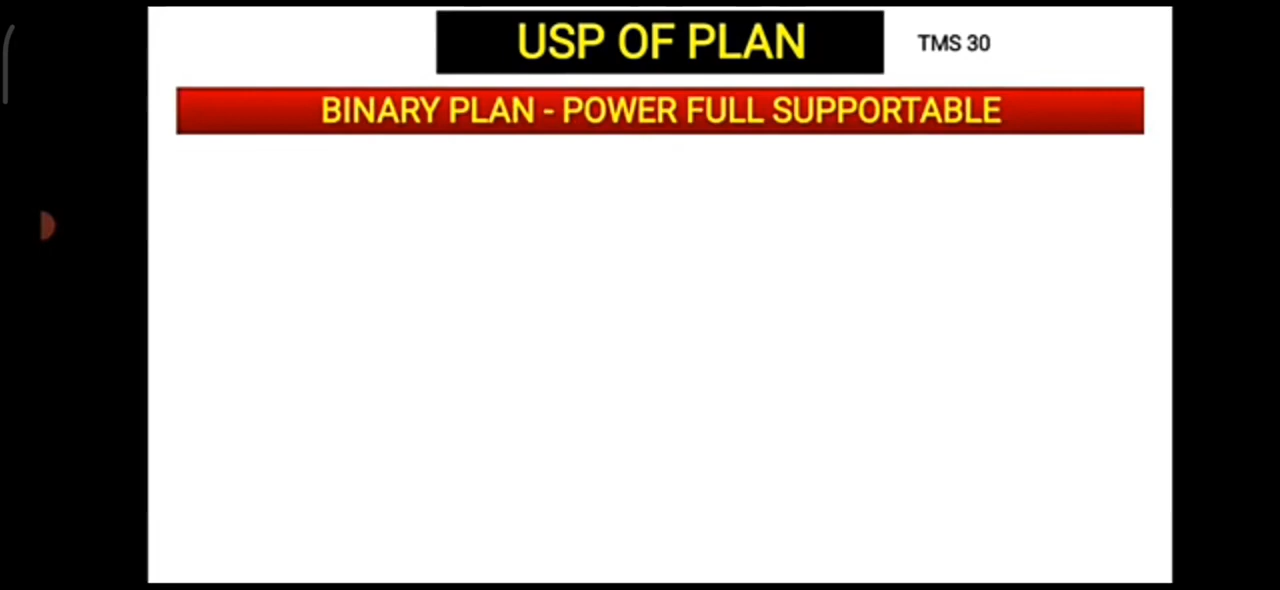 USP OF PLAN
TMS 30
BINARY PLAN - POWER FULL SUPPORTABLE